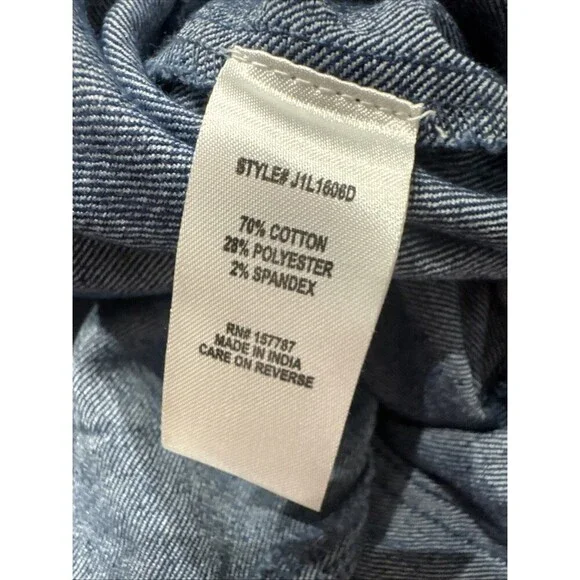 STYLE# J1L1606D
70% COTTON
28% POLYESTER
2% SPANDEX
RN# 157787
MADE IN INDIA
CARE ON REVERSE